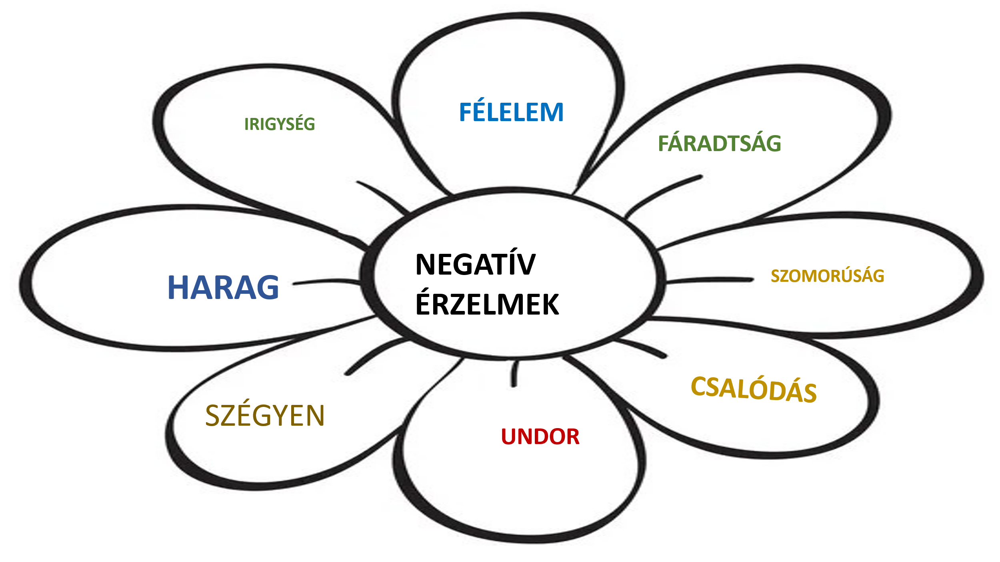 FÉLELEM
IRIGYSÉG
FÁRADTSÁG
NEGATÍV
ÉRZELMEK
HARAG
SZOMORÚSÁG
CSALÓDÁS
SZÉGYEN
UNDOR